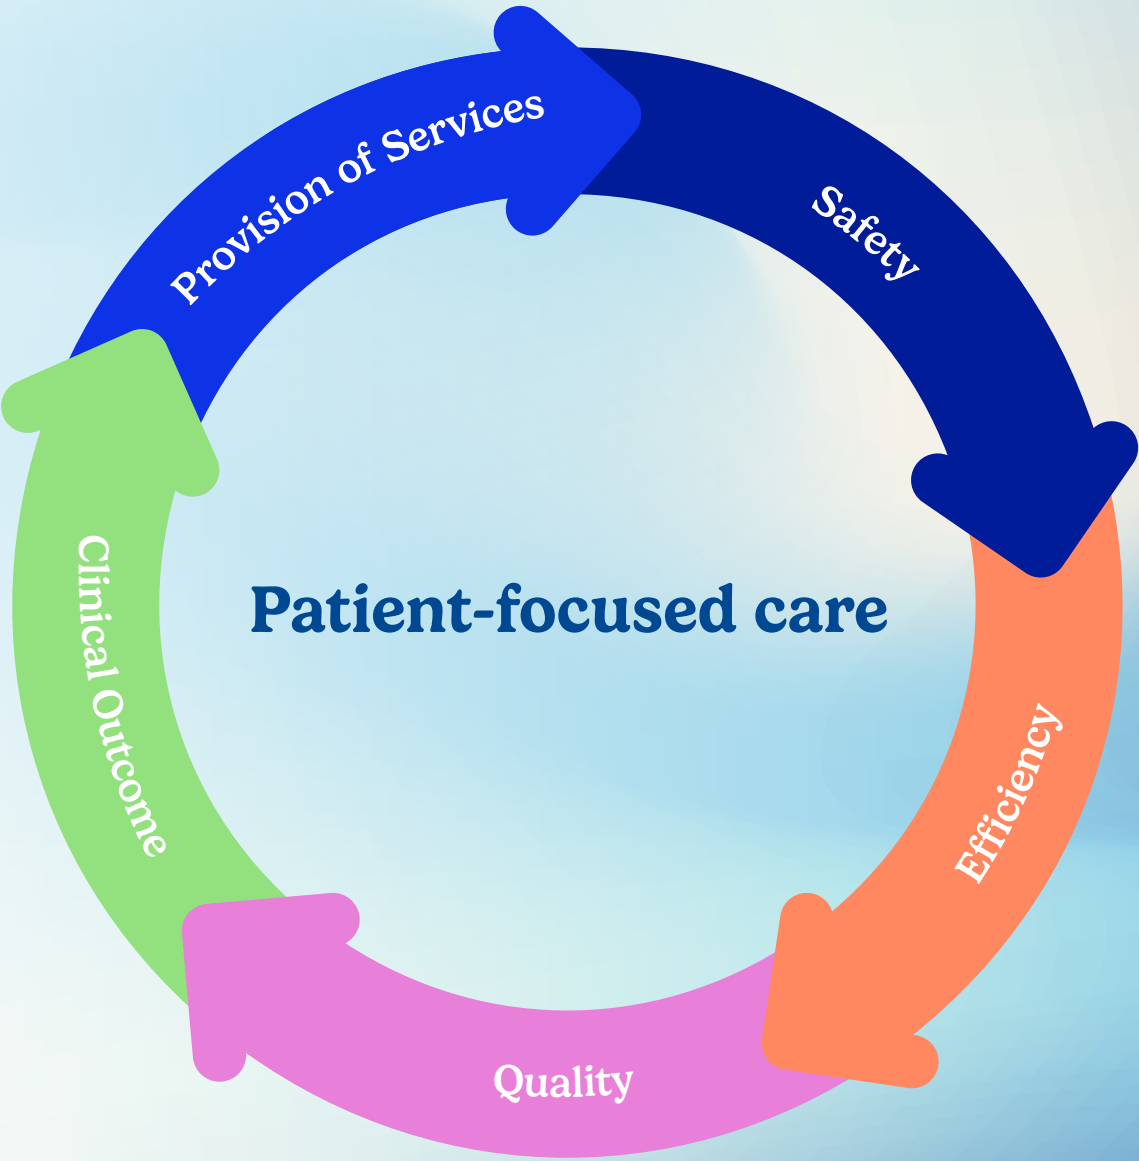 Provision of Services
Safety
Efficiency
Quality
Clinical Outcome
Patient-focused care